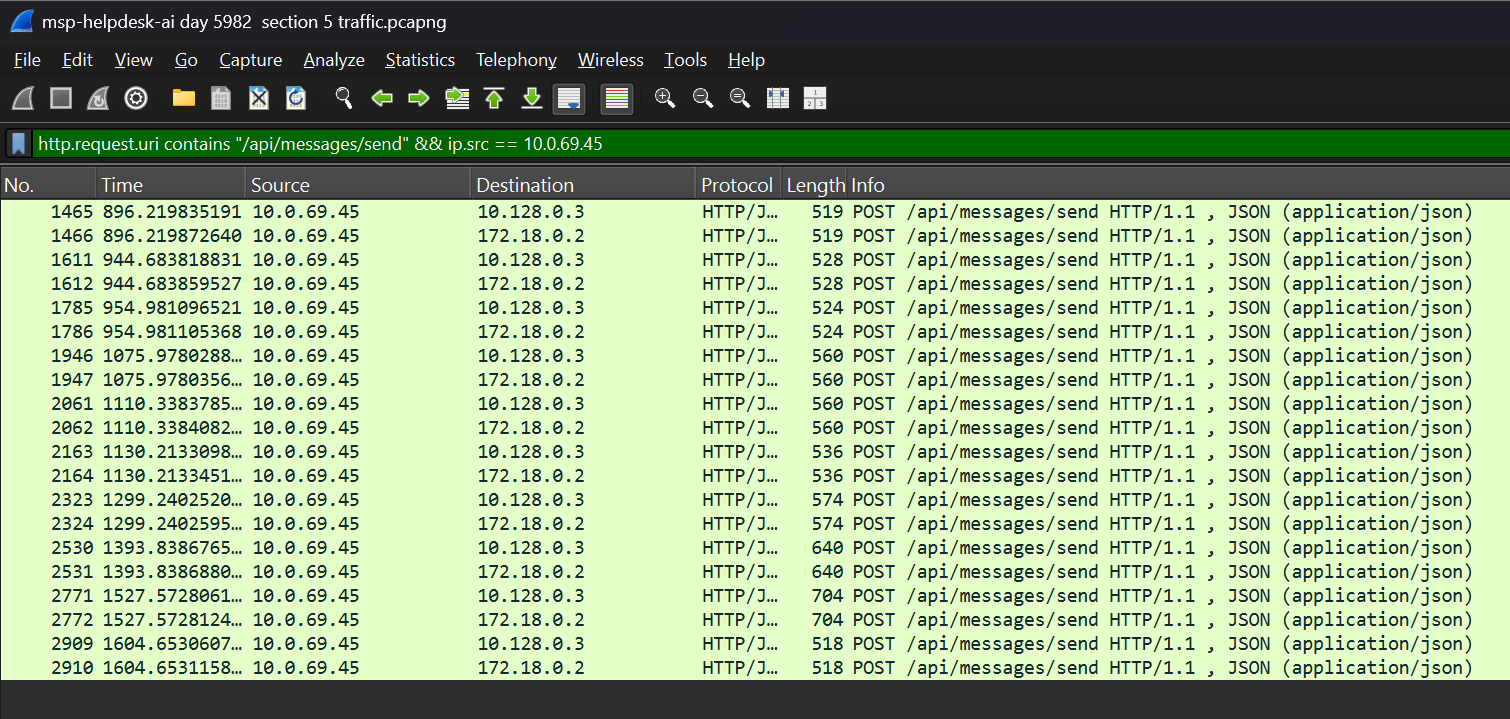 msp-helpdesk-ai day 5982  section 5 traffic.pcapng
File Edit View Go Capture Analyze Statistics Telephony Wireless Tools Help
http.request.uri contains "/api/messages/send" && ip.src == 10.0.69.45
No. Time Source Destination Protocol Length Info
1465 896.219835191 10.0.69.45 10.128.0.3 HTTP/J… 519 POST /api/messages/send HTTP/1.1 , JSON (application/json)
1466 896.219872640 10.0.69.45 172.18.0.2 HTTP/J… 519 POST /api/messages/send HTTP/1.1 , JSON (application/json)
1611 944.683818831 10.0.69.45 10.128.0.3 HTTP/J… 528 POST /api/messages/send HTTP/1.1 , JSON (application/json)
1612 944.683859527 10.0.69.45 172.18.0.2 HTTP/J… 528 POST /api/messages/send HTTP/1.1 , JSON (application/json)
1785 954.981096521 10.0.69.45 10.128.0.3 HTTP/J… 524 POST /api/messages/send HTTP/1.1 , JSON (application/json)
1786 954.981105368 10.0.69.45 172.18.0.2 HTTP/J… 524 POST /api/messages/send HTTP/1.1 , JSON (application/json)
1946 1075.9780288… 10.0.69.45 10.128.0.3 HTTP/J… 560 POST /api/messages/send HTTP/1.1 , JSON (application/json)
1947 1075.9780356… 10.0.69.45 172.18.0.2 HTTP/J… 560 POST /api/messages/send HTTP/1.1 , JSON (application/json)
2061 1110.3383785… 10.0.69.45 10.128.0.3 HTTP/J… 560 POST /api/messages/send HTTP/1.1 , JSON (application/json)
2062 1110.3384082… 10.0.69.45 172.18.0.2 HTTP/J… 560 POST /api/messages/send HTTP/1.1 , JSON (application/json)
2163 1130.2133098… 10.0.69.45 10.128.0.3 HTTP/J… 536 POST /api/messages/send HTTP/1.1 , JSON (application/json)
2164 1130.2133451… 10.0.69.45 172.18.0.2 HTTP/J… 536 POST /api/messages/send HTTP/1.1 , JSON (application/json)
2323 1299.2402520… 10.0.69.45 10.128.0.3 HTTP/J… 574 POST /api/messages/send HTTP/1.1 , JSON (application/json)
2324 1299.2402595… 10.0.69.45 172.18.0.2 HTTP/J… 574 POST /api/messages/send HTTP/1.1 , JSON (application/json)
2530 1393.8386765… 10.0.69.45 10.128.0.3 HTTP/J… 640 POST /api/messages/send HTTP/1.1 , JSON (application/json)
2531 1393.8386880… 10.0.69.45 172.18.0.2 HTTP/J… 640 POST /api/messages/send HTTP/1.1 , JSON (application/json)
2771 1527.5728061… 10.0.69.45 10.128.0.3 HTTP/J… 704 POST /api/messages/send HTTP/1.1 , JSON (application/json)
2772 1527.5728124… 10.0.69.45 172.18.0.2 HTTP/J… 704 POST /api/messages/send HTTP/1.1 , JSON (application/json)
2909 1604.6530607… 10.0.69.45 10.128.0.3 HTTP/J… 518 POST /api/messages/send HTTP/1.1 , JSON (application/json)
2910 1604.6531158… 10.0.69.45 172.18.0.2 HTTP/J… 518 POST /api/messages/send HTTP/1.1 , JSON (application/json)